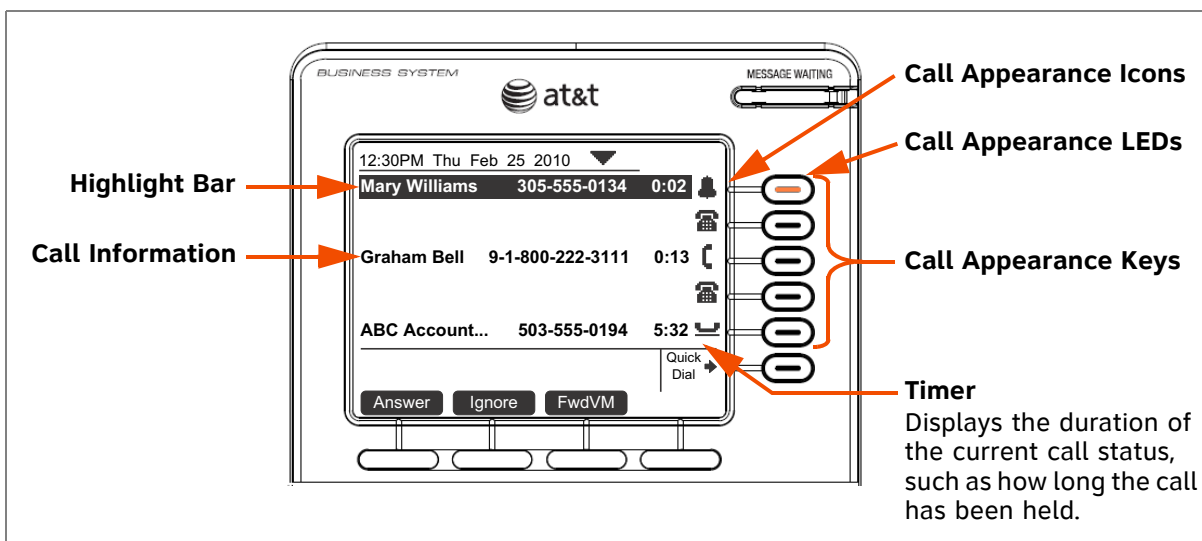 BUSINESS SYSTEM
at&t
MESSAGE WAITING
Call Appearance Icons
Call Appearance LEDs
12:30PM Thu Feb 25 2010
Highlight Bar
Mary Williams 305-555-0134 0:02
Call Information
Graham Bell 9-1-800-222-3111 0:13
Call Appearance Keys
ABC Account... 503-555-0194 5:32
Quick
Dial
Answer Ignore FwdVM
Timer
Displays the duration of
the current call status,
such as how long the call
has been held.